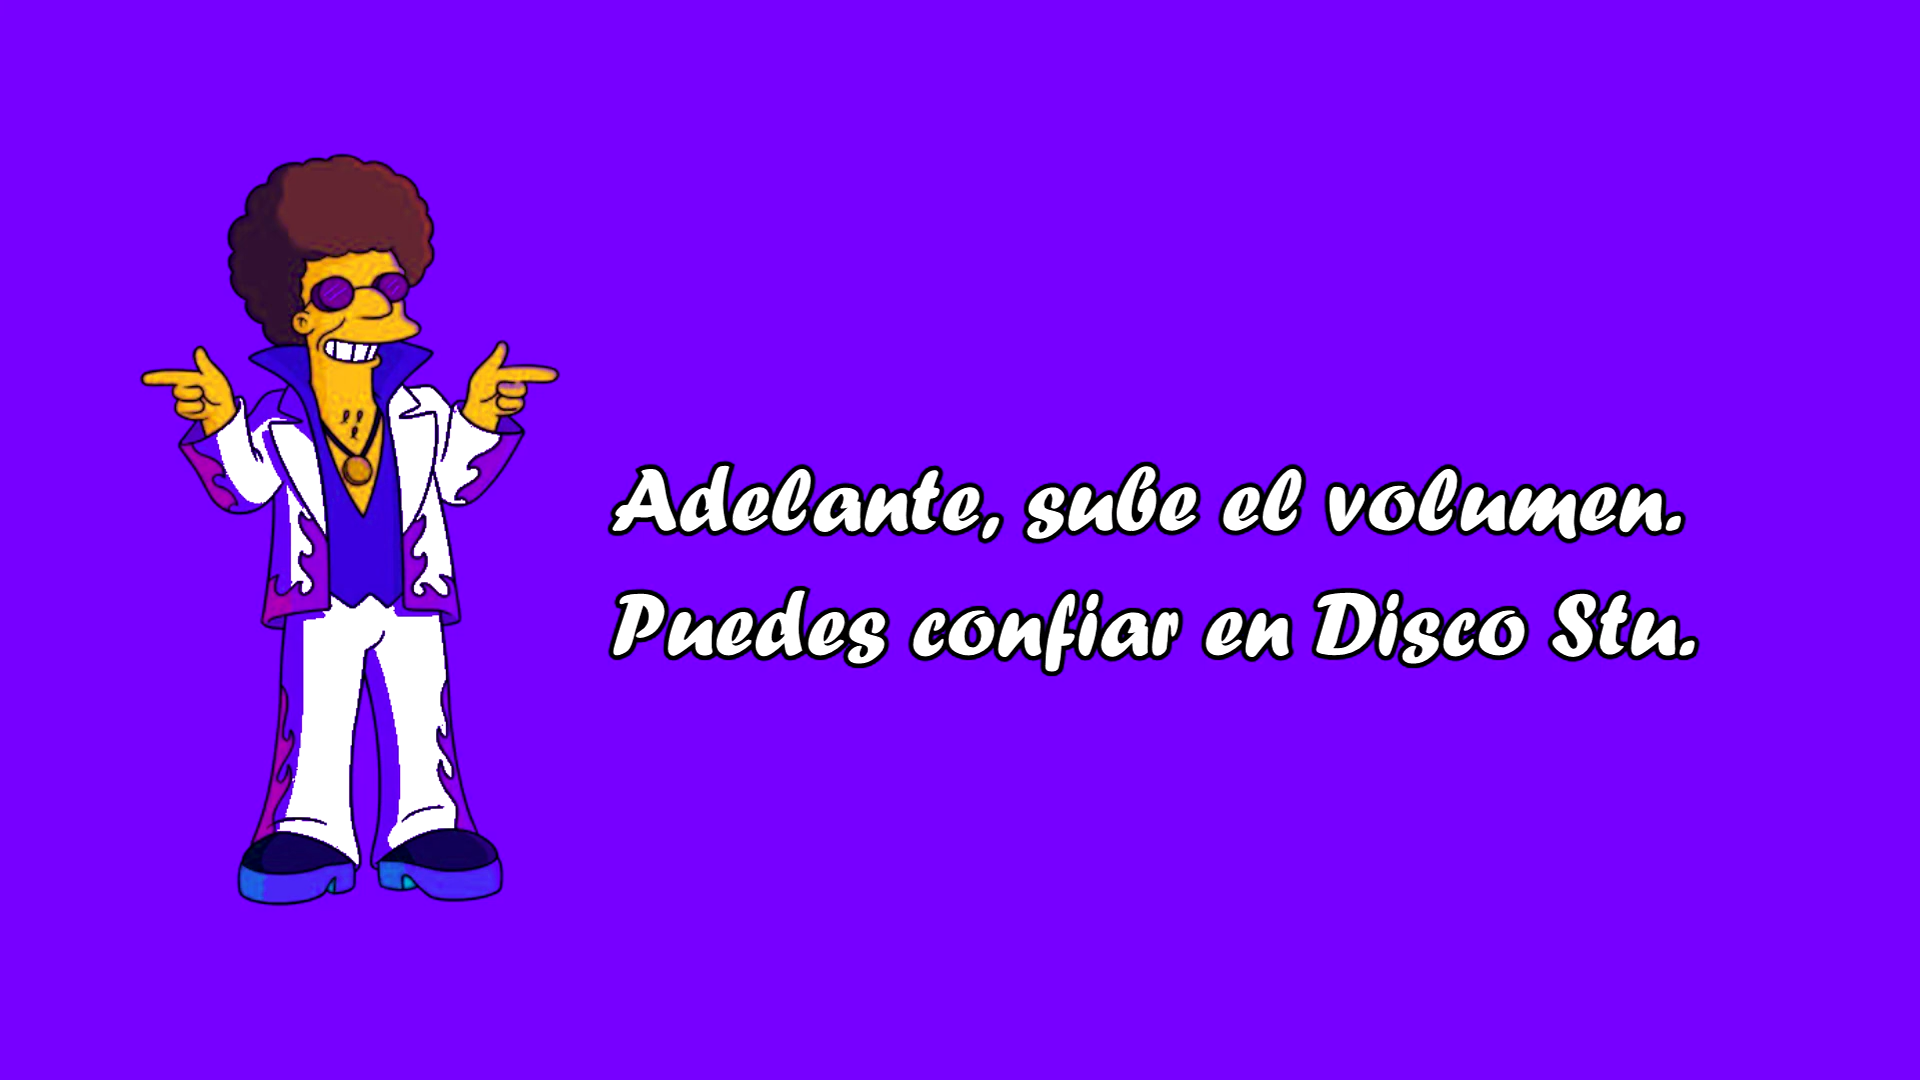 Adelante, sube el volumen.
Puedes confiar en Disco Stu.